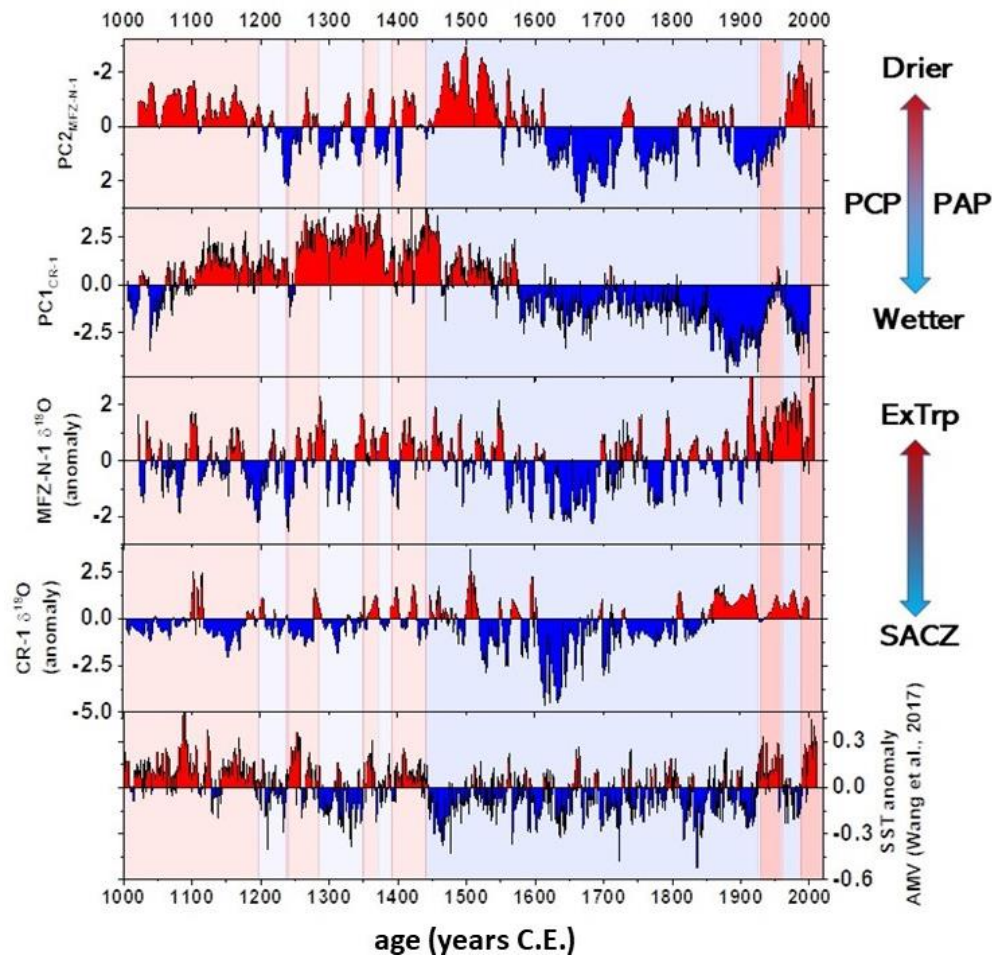 1000 1100 1200 1300 1400 1500 1600 1700 1800 1900 2000
-2
0
2
PC2MFZ-N-1
2.5
0.0
-2.5
PC1CR-1
2
0
-2
MFZ-N-1 δ18O
(anomaly)
2.5
0.0
-2.5
-5.0
CR-1 δ18O
(anomaly)
0.3
0.0
-0.3
-0.6
SST anomaly
AMV (Wang et al., 2017)
1000 1100 1200 1300 1400 1500 1600 1700 1800 1900 2000
age (years C.E.)
Drier
PCP PAP
Wetter
ExTrp
SACZ